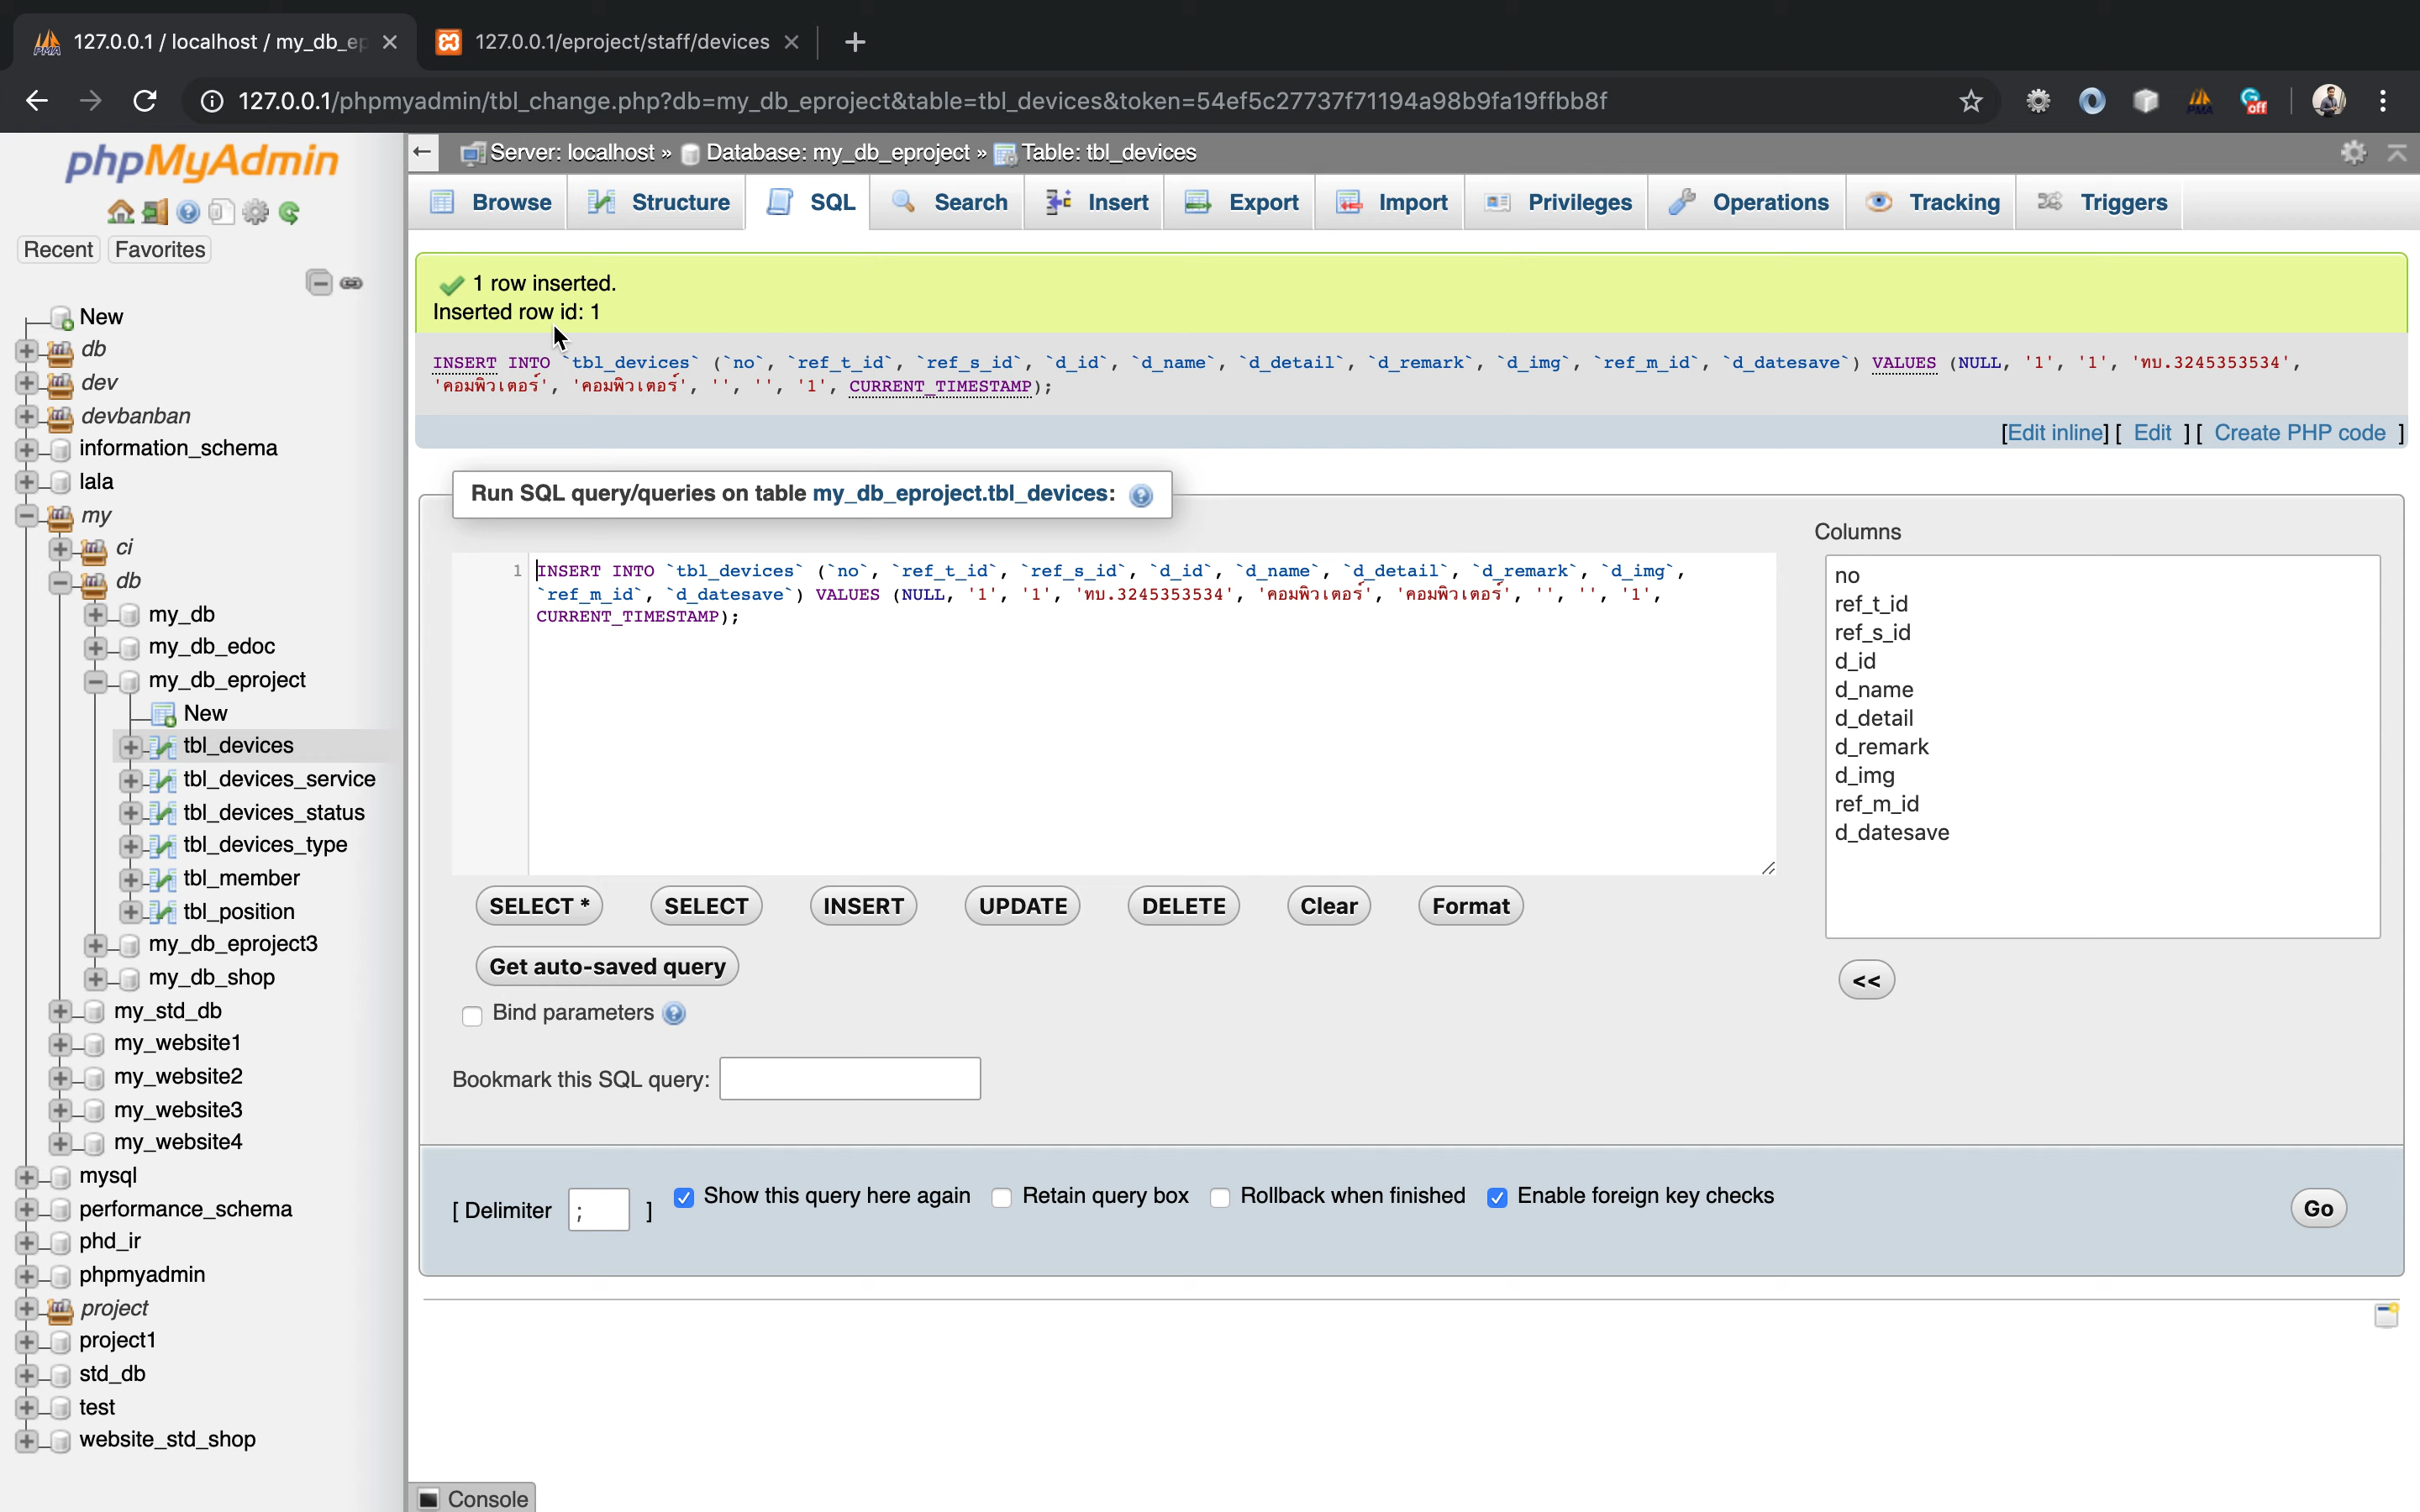 127.0.0.1 / localhost / my_db_ep
127.0.0.1/eproject/staff/devices
127.0.0.1/phpmyadmin/tbl_change.php?db=my_db_eproject&table=tbl_devices&token=54ef5c27737f71194a98b9fa19ffbb8f
off
phpMyAdmin
Recent Favorites
New
db
dev
devbanban
information_schema
lala
my
ci
db
my_db
my_db_edoc
my_db_eproject
New
tbl_devices
tbl_devices_service
tbl_devices_status
tbl_devices_type
tbl_member
tbl_position
my_db_eproject3
my_db_shop
my_std_db
my_website1
my_website2
my_website3
my_website4
mysql
performance_schema
phd_ir
phpmyadmin
project
project1
std_db
test
website_std_shop
Server: localhost » Database: my_db_eproject » Table: tbl_devices
Browse Structure SQL Search Insert Export Import Privileges Operations Tracking Triggers
1 row inserted.
Inserted row id: 1
INSERT INTO `tbl_devices` (`no`, `ref_t_id`, `ref_s_id`, `d_id`, `d_name`, `d_detail`, `d_remark`, `d_img`, `ref_m_id`, `d_datesave`) VALUES (NULL, '1', '1', 'ทบ.3245353534',
'คอมพิวเตอร์', 'คอมพิวเตอร์', '', '', '1', CURRENT_TIMESTAMP);
[Edit inline] [ Edit ] [ Create PHP code ]
Run SQL query/queries on table my_db_eproject.tbl_devices:
1 INSERT INTO `tbl_devices` (`no`, `ref_t_id`, `ref_s_id`, `d_id`, `d_name`, `d_detail`, `d_remark`, `d_img`,
`ref_m_id`, `d_datesave`) VALUES (NULL, '1', '1', 'ทบ.3245353534', 'คอมพิวเตอร์', 'คอมพิวเตอร์', '', '', '1',
CURRENT_TIMESTAMP);
Columns
no
ref_t_id
ref_s_id
d_id
d_name
d_detail
d_remark
d_img
ref_m_id
d_datesave
<<
SELECT * SELECT INSERT UPDATE DELETE Clear Format
Get auto-saved query
Bind parameters
Bookmark this SQL query:
[ Delimiter ; ] Show this query here again Retain query box Rollback when finished Enable foreign key checks
Go
Console